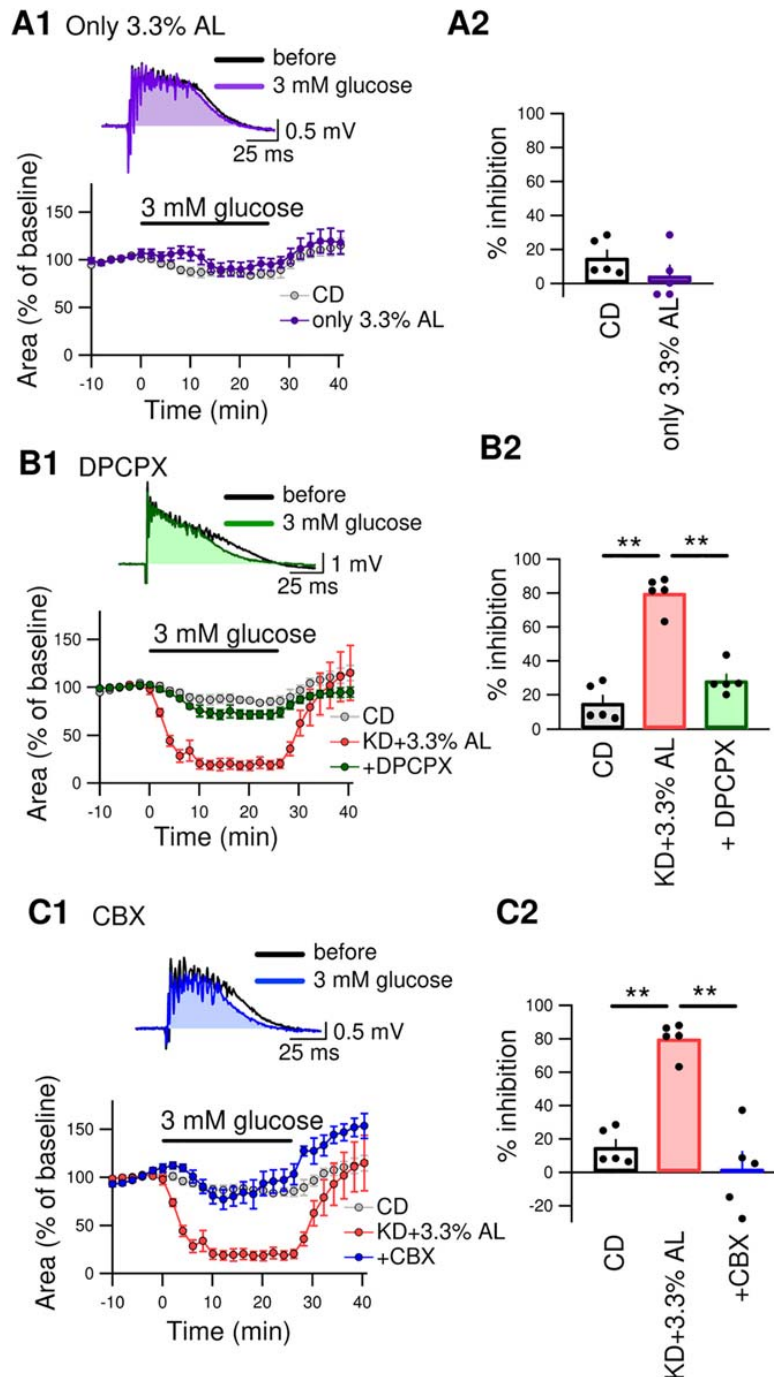 A1 Only 3.3% AL
before
3 mM glucose
0.5 mV
25 ms
3 mM glucose
Area (% of baseline)
150
100
50
0
CD
only 3.3% AL
-10 0 10 20 30 40
Time (min)
A2
% inhibition
100
80
60
40
20
0
CD
only 3.3% AL
B1 DPCPX
before
3 mM glucose
1 mV
25 ms
3 mM glucose
Area (% of baseline)
150
100
50
0
CD
KD+3.3% AL
+DPCPX
-10 0 10 20 30 40
Time (min)
B2
** **
% inhibition
100
80
60
40
20
0
CD
KD+3.3% AL
+ DPCPX
C1 CBX
before
3 mM glucose
0.5 mV
25 ms
3 mM glucose
Area (% of baseline)
150
100
50
0
CD
KD+3.3% AL
+CBX
-10 0 10 20 30 40
Time (min)
C2
** **
% inhibition
100
80
60
40
20
0
-20
CD
KD+3.3% AL
+CBX